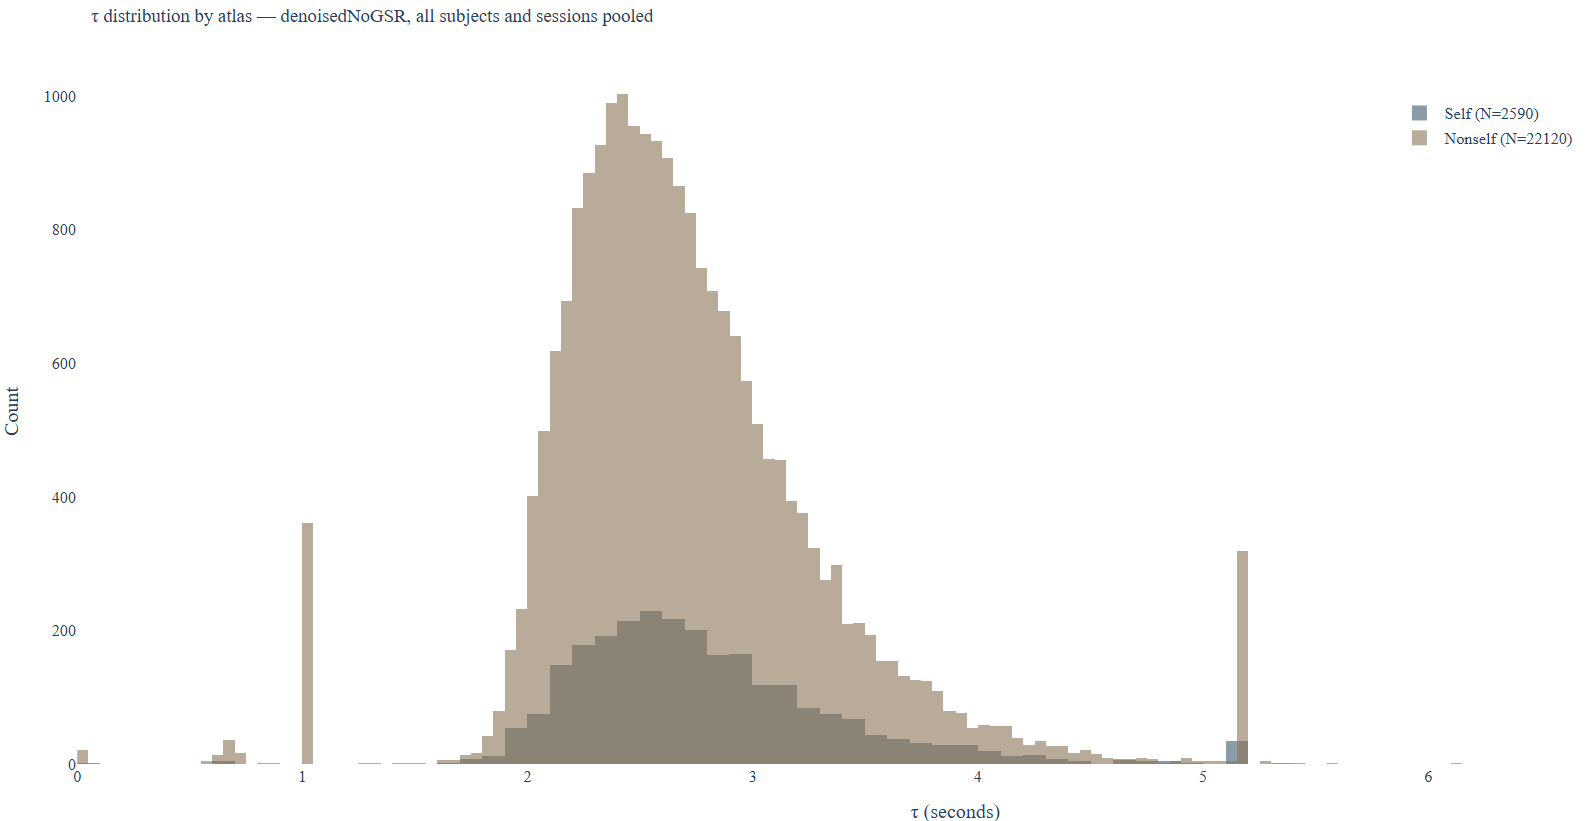 τ distribution by atlas — denoisedNoGSR, all subjects and sessions pooled
1000
800
600
400
200
0
Count
0 1 2 3 4 5 6
τ (seconds)
Self (N=2590)
Nonself (N=22120)